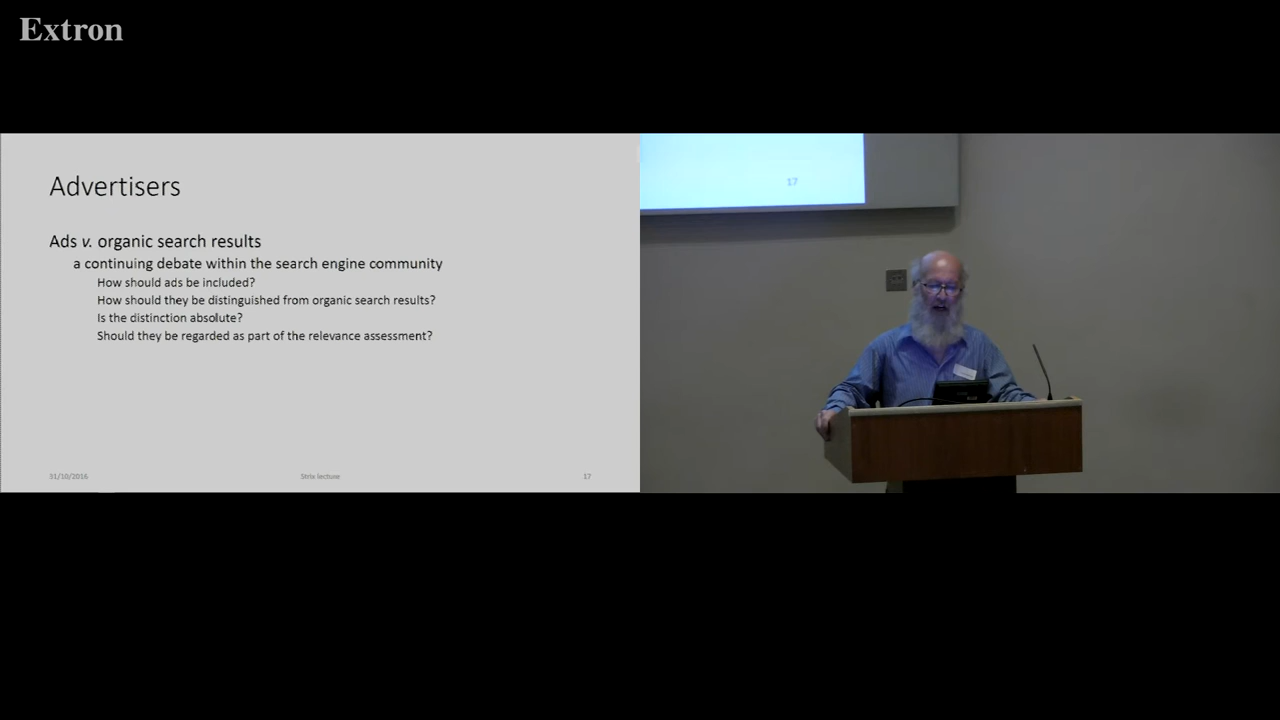 Extron
Advertisers
Ads v. organic search results
a continuing debate within the search engine community
How should ads be included?
How should they be distinguished from organic search results?
Is the distinction absolute?
Should they be regarded as part of the relevance assessment?
31/10/2016
Strix lecture
17
17